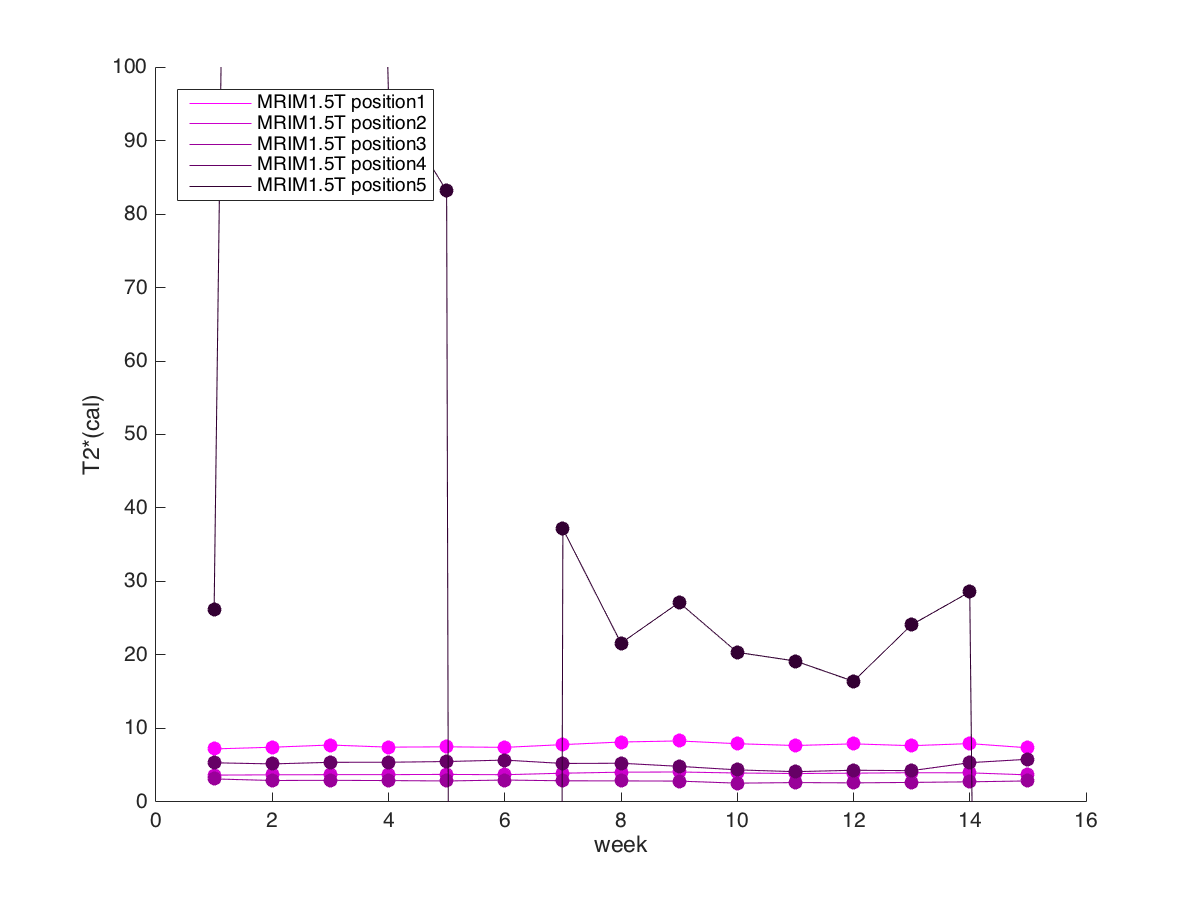 100
90
80
70
60
50
40
30
20
10
0
T2*(cal)
MRIM1.5T position1
MRIM1.5T position2
MRIM1.5T position3
MRIM1.5T position4
MRIM1.5T position5
0 2 4 6 8 10 12 14 16
week